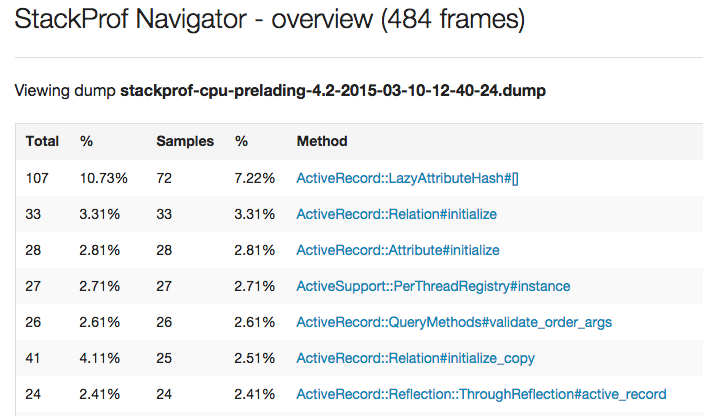 StackProf Navigator - overview (484 frames)
Viewing dump stackprof-cpu-prelading-4.2-2015-03-10-12-40-24.dump
Total % Samples % Method
107 10.73% 72 7.22% ActiveRecord::LazyAttributeHash#[]
33 3.31% 33 3.31% ActiveRecord::Relation#initialize
28 2.81% 28 2.81% ActiveRecord::Attribute#initialize
27 2.71% 27 2.71% ActiveSupport::PerThreadRegistry#instance
26 2.61% 26 2.61% ActiveRecord::QueryMethods#validate_order_args
41 4.11% 25 2.51% ActiveRecord::Relation#initialize_copy
24 2.41% 24 2.41% ActiveRecord::Reflection::ThroughReflection#active_record